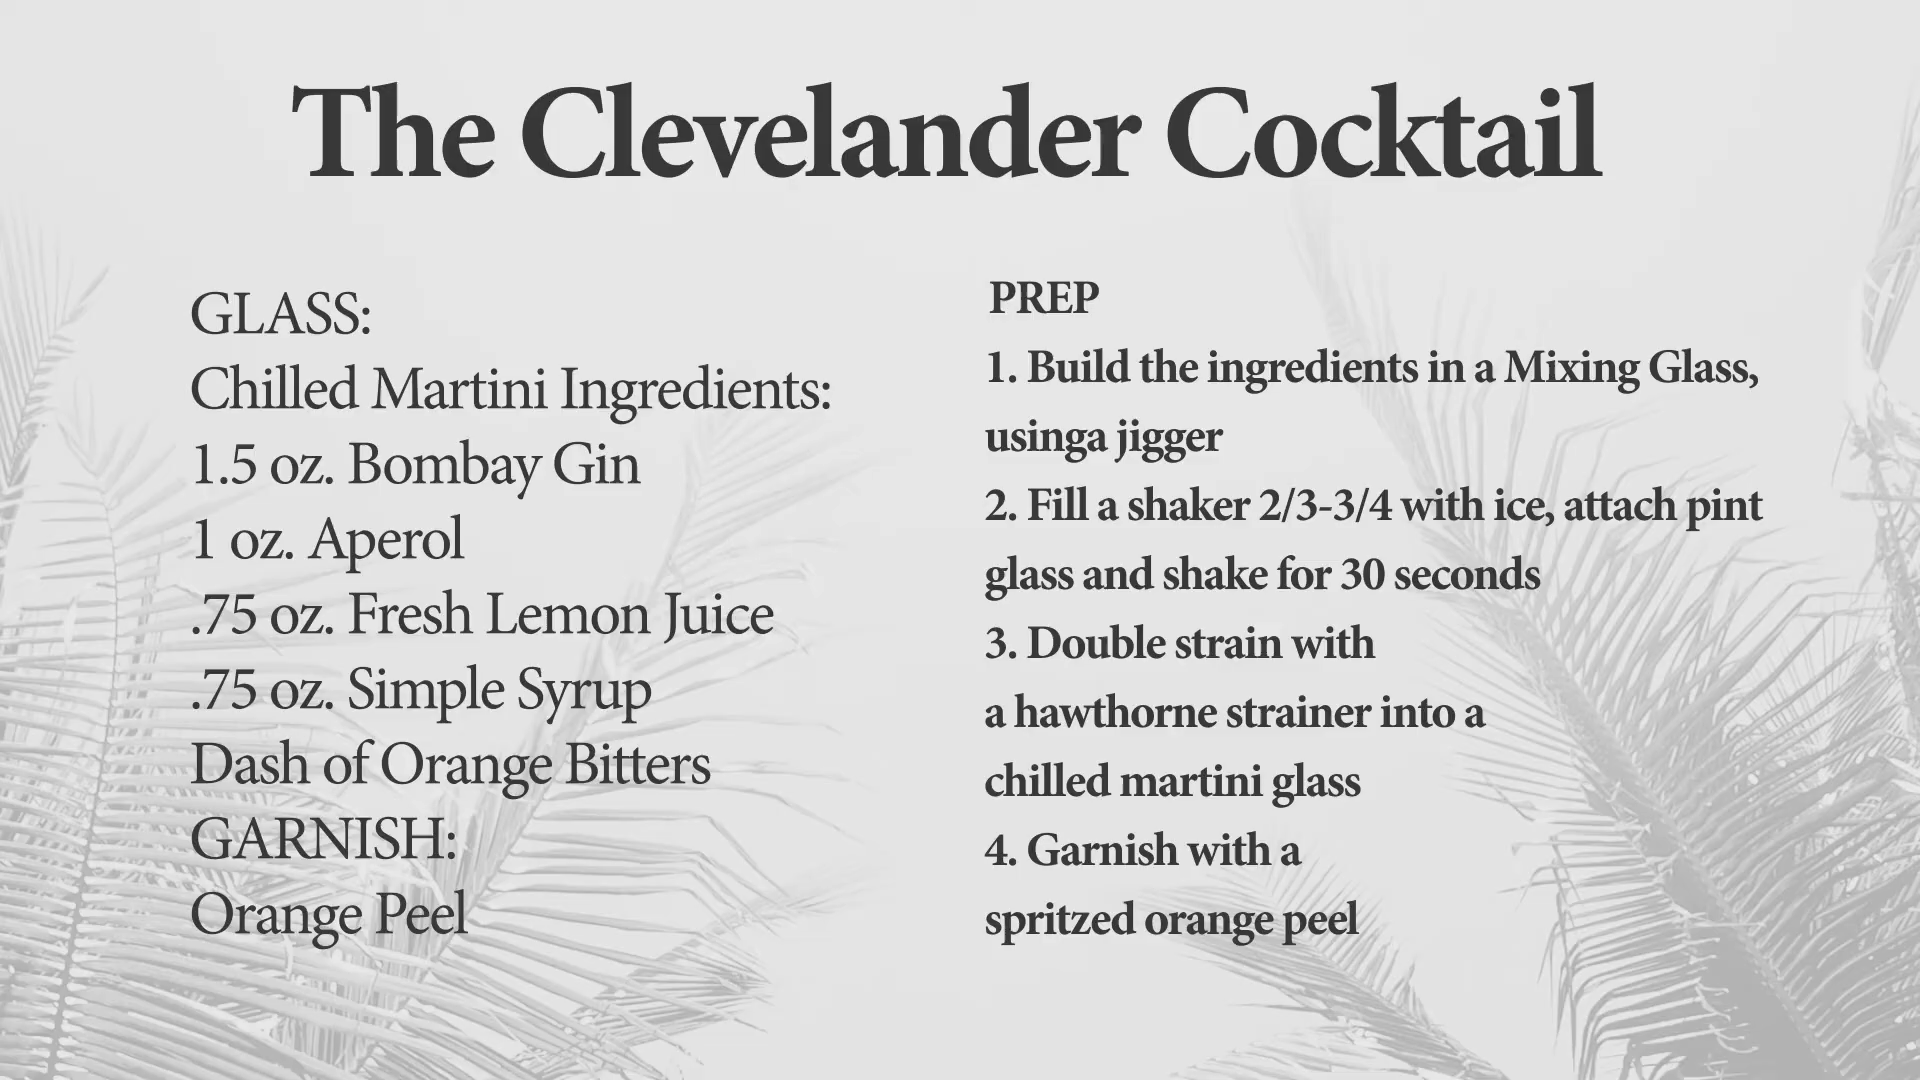 The Clevelander Cocktail
GLASS:
Chilled Martini Ingredients:
1.5 oz. Bombay Gin
1 oz. Aperol
.75 oz. Fresh Lemon Juice
.75 oz. Simple Syrup
Dash of Orange Bitters
GARNISH:
Orange Peel
PREP
1. Build the ingredients in a Mixing Glass,
usinga jigger
2. Fill a shaker 2/3-3/4 with ice, attach pint
glass and shake for 30 seconds
3. Double strain with
a hawthorne strainer into a
chilled martini glass
4. Garnish with a
spritzed orange peel